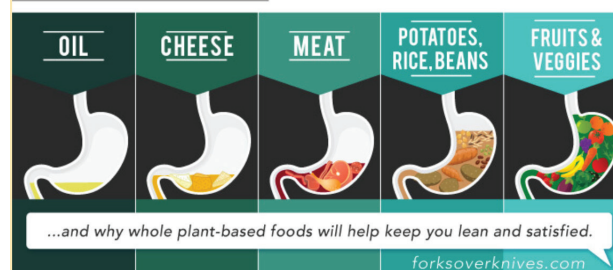 OIL
CHEESE
MEAT
POTATOES,
RICE, BEANS
FRUITS &
VEGGIES
...and why whole plant-based foods will help keep you lean and satisfied.
forksoverknives.com